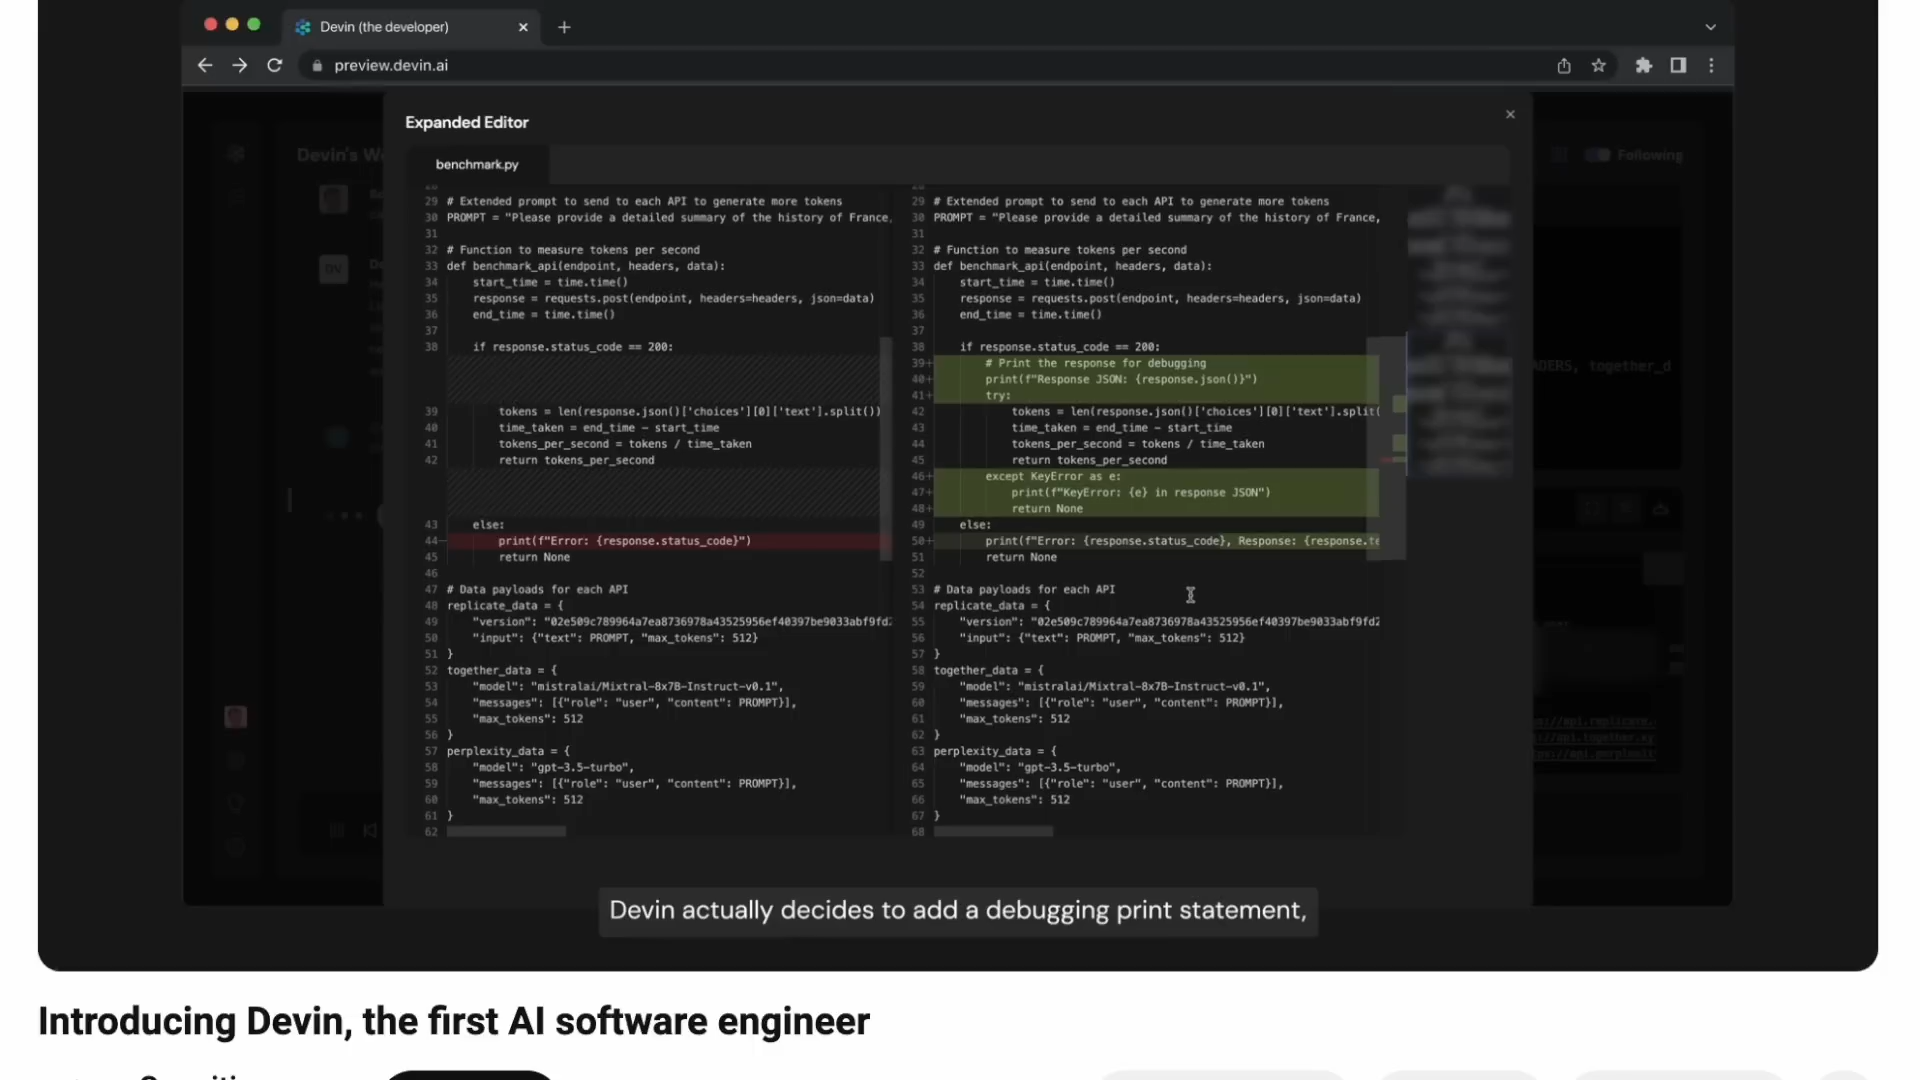 Devin (the developer)
preview.devin.ai
Expanded Editor
Devin's W
Following
benchmark.py
29 # Extended prompt to send to each API to generate more tokens
30 PROMPT = "Please provide a detailed summary of the history of France,
31
32 # Function to measure tokens per second
33 def benchmark_api(endpoint, headers, data):
34 start_time = time.time()
35 response = requests.post(endpoint, headers=headers, json=data)
36 end_time = time.time()
37
38 if response.status_code == 200:
39 tokens = len(response.json()['choices'][0]['text'].split())
40 time_taken = end_time - start_time
41 tokens_per_second = tokens / time_taken
42 return tokens_per_second
43 else:
44- print(f"Error: {response.status_code}")
45 return None
46
47 # Data payloads for each API
48 replicate_data = {
49 "version": "02e509c789964a7ea8736978a43525956ef40397be9033abf9fd2
50 "input": {"text": PROMPT, "max_tokens": 512}
51 }
52 together_data = {
53 "model": "mistralai/Mixtral-8x7B-Instruct-v0.1",
54 "messages": [{"role": "user", "content": PROMPT}],
55 "max_tokens": 512
56 }
57 perplexity_data = {
58 "model": "gpt-3.5-turbo",
59 "messages": [{"role": "user", "content": PROMPT}],
60 "max_tokens": 512
61 }
62
29 # Extended prompt to send to each API to generate more tokens
30 PROMPT = "Please provide a detailed summary of the history of France,
31
32 # Function to measure tokens per second
33 def benchmark_api(endpoint, headers, data):
34 start_time = time.time()
35 response = requests.post(endpoint, headers=headers, json=data)
36 end_time = time.time()
37
38 if response.status_code == 200:
39+ # Print the response for debugging
40+ print(f"Response JSON: {response.json()}")
41+ try:
42 tokens = len(response.json()['choices'][0]['text'].split(
43 time_taken = end_time - start_time
44 tokens_per_second = tokens / time_taken
45 return tokens_per_second
46+ except KeyError as e:
47+ print(f"KeyError: {e} in response JSON")
48+ return None
49 else:
50+ print(f"Error: {response.status_code}, Response: {response.te
51 return None
52
53 # Data payloads for each API
54 replicate_data = {
55 "version": "02e509c789964a7ea8736978a43525956ef40397be9033abf9fd2
56 "input": {"text": PROMPT, "max_tokens": 512}
57 }
58 together_data = {
59 "model": "mistralai/Mixtral-8x7B-Instruct-v0.1",
60 "messages": [{"role": "user", "content": PROMPT}],
61 "max_tokens": 512
62 }
63 perplexity_data = {
64 "model": "gpt-3.5-turbo",
65 "messages": [{"role": "user", "content": PROMPT}],
66 "max_tokens": 512
67 }
68
DERS, together_d
Devin actually decides to add a debugging print statement,
Introducing Devin, the first AI software engineer